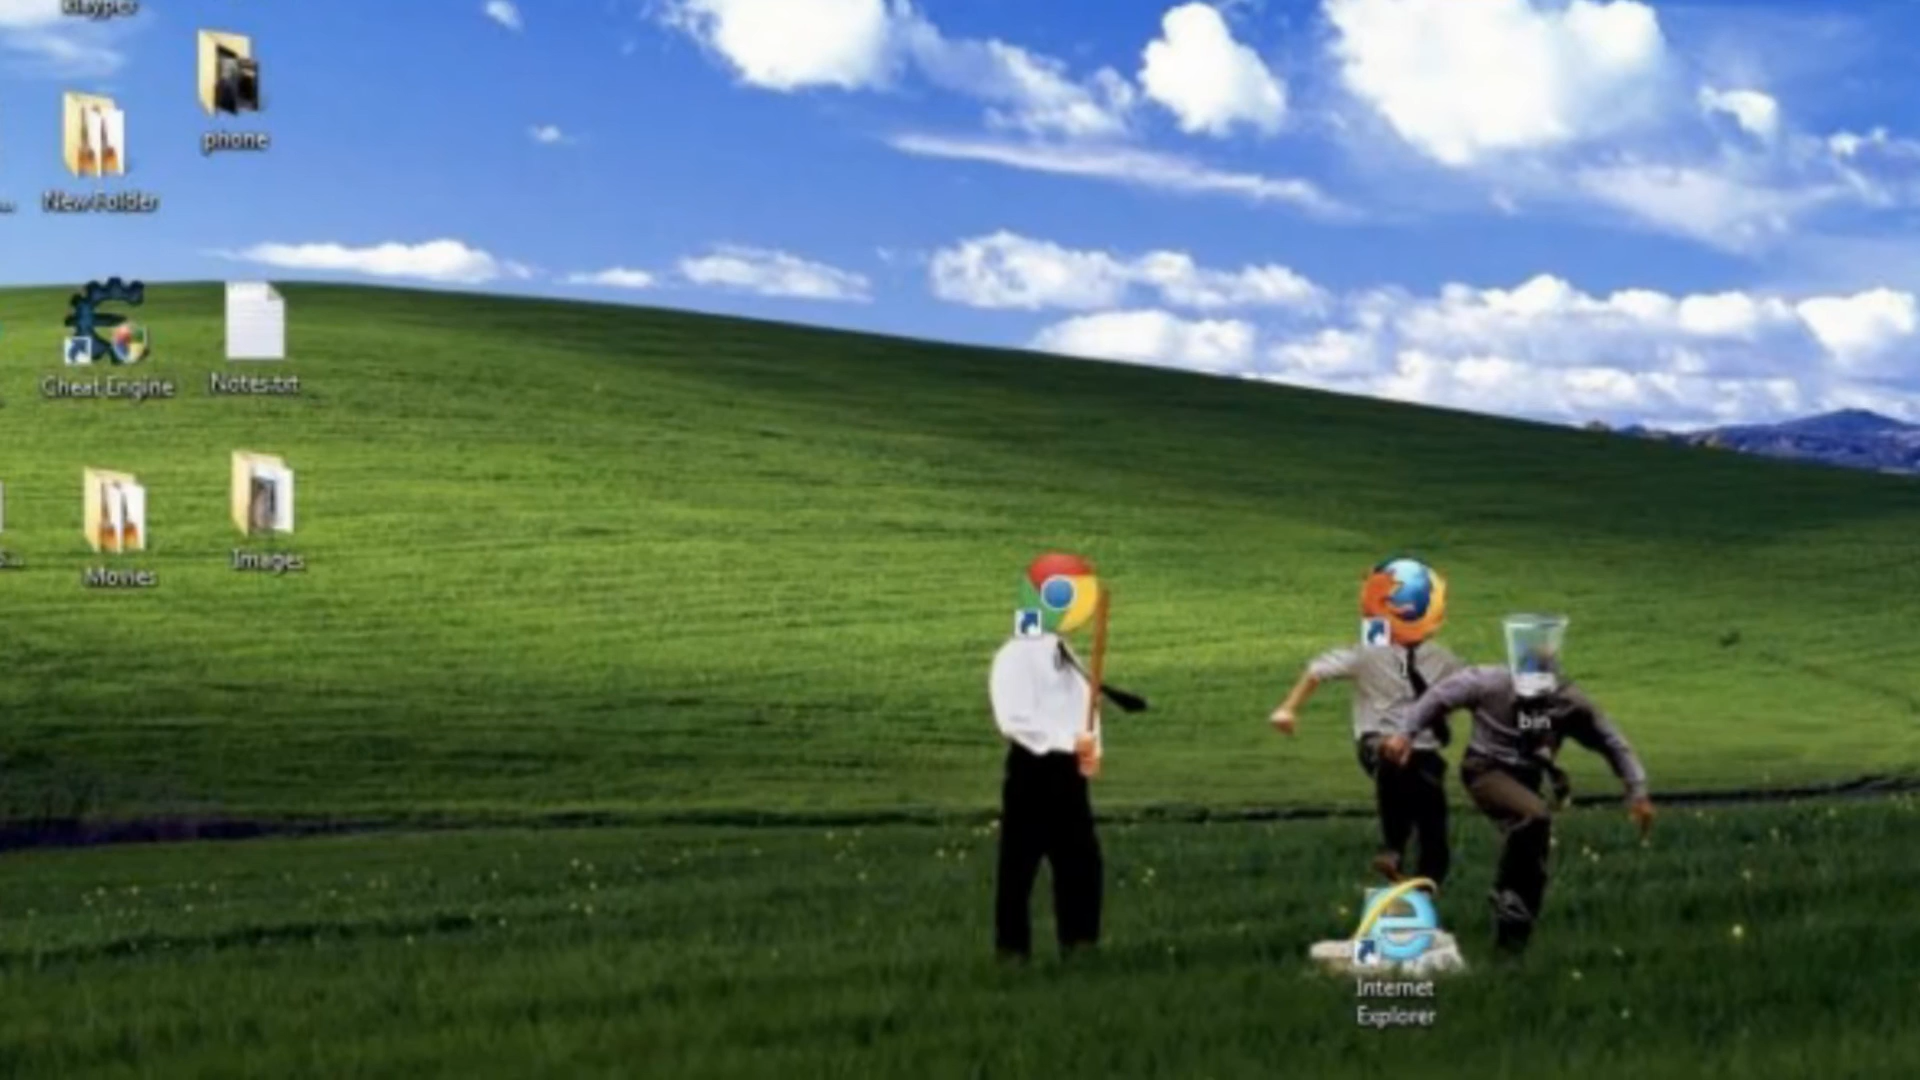 phone
New Folder
Cheat Engine
Notes.txt
Movies
Images
bin
Internet
Explorer